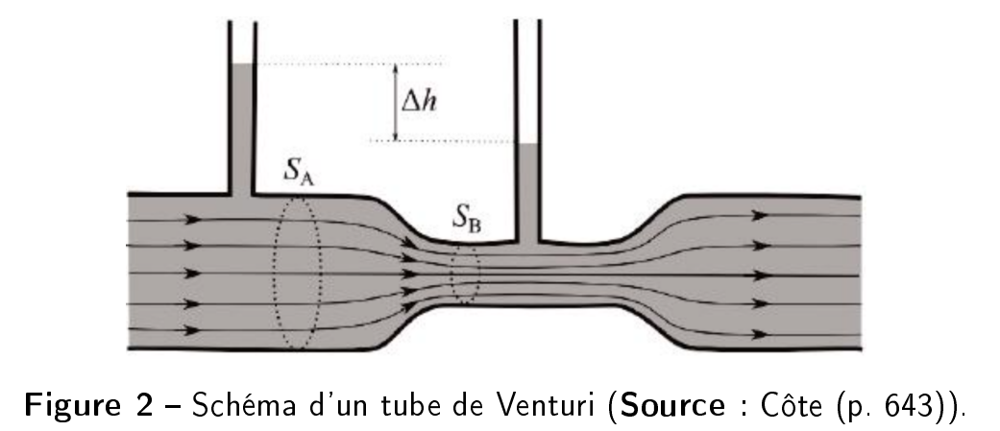 Δh
S_A
S_B
Figure 2 – Schéma d'un tube de Venturi (Source : Côte (p. 643)).